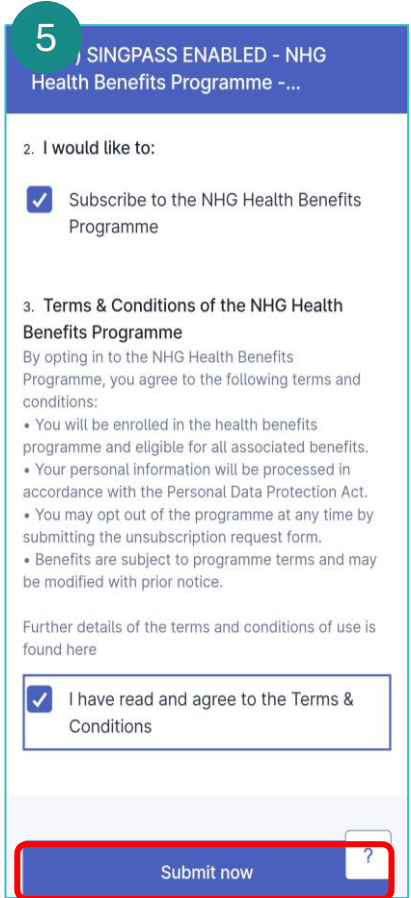 5
) SINGPASS ENABLED - NHG
Health Benefits Programme -...
2. I would like to:
Subscribe to the NHG Health Benefits
Programme
3. Terms & Conditions of the NHG Health
Benefits Programme
By opting in to the NHG Health Benefits
Programme, you agree to the following terms and
conditions:
• You will be enrolled in the health benefits
programme and eligible for all associated benefits.
• Your personal information will be processed in
accordance with the Personal Data Protection Act.
• You may opt out of the programme at any time by
submitting the unsubscription request form.
• Benefits are subject to programme terms and may
be modified with prior notice.
Further details of the terms and conditions of use is
found here
I have read and agree to the Terms &
Conditions
?
Submit now